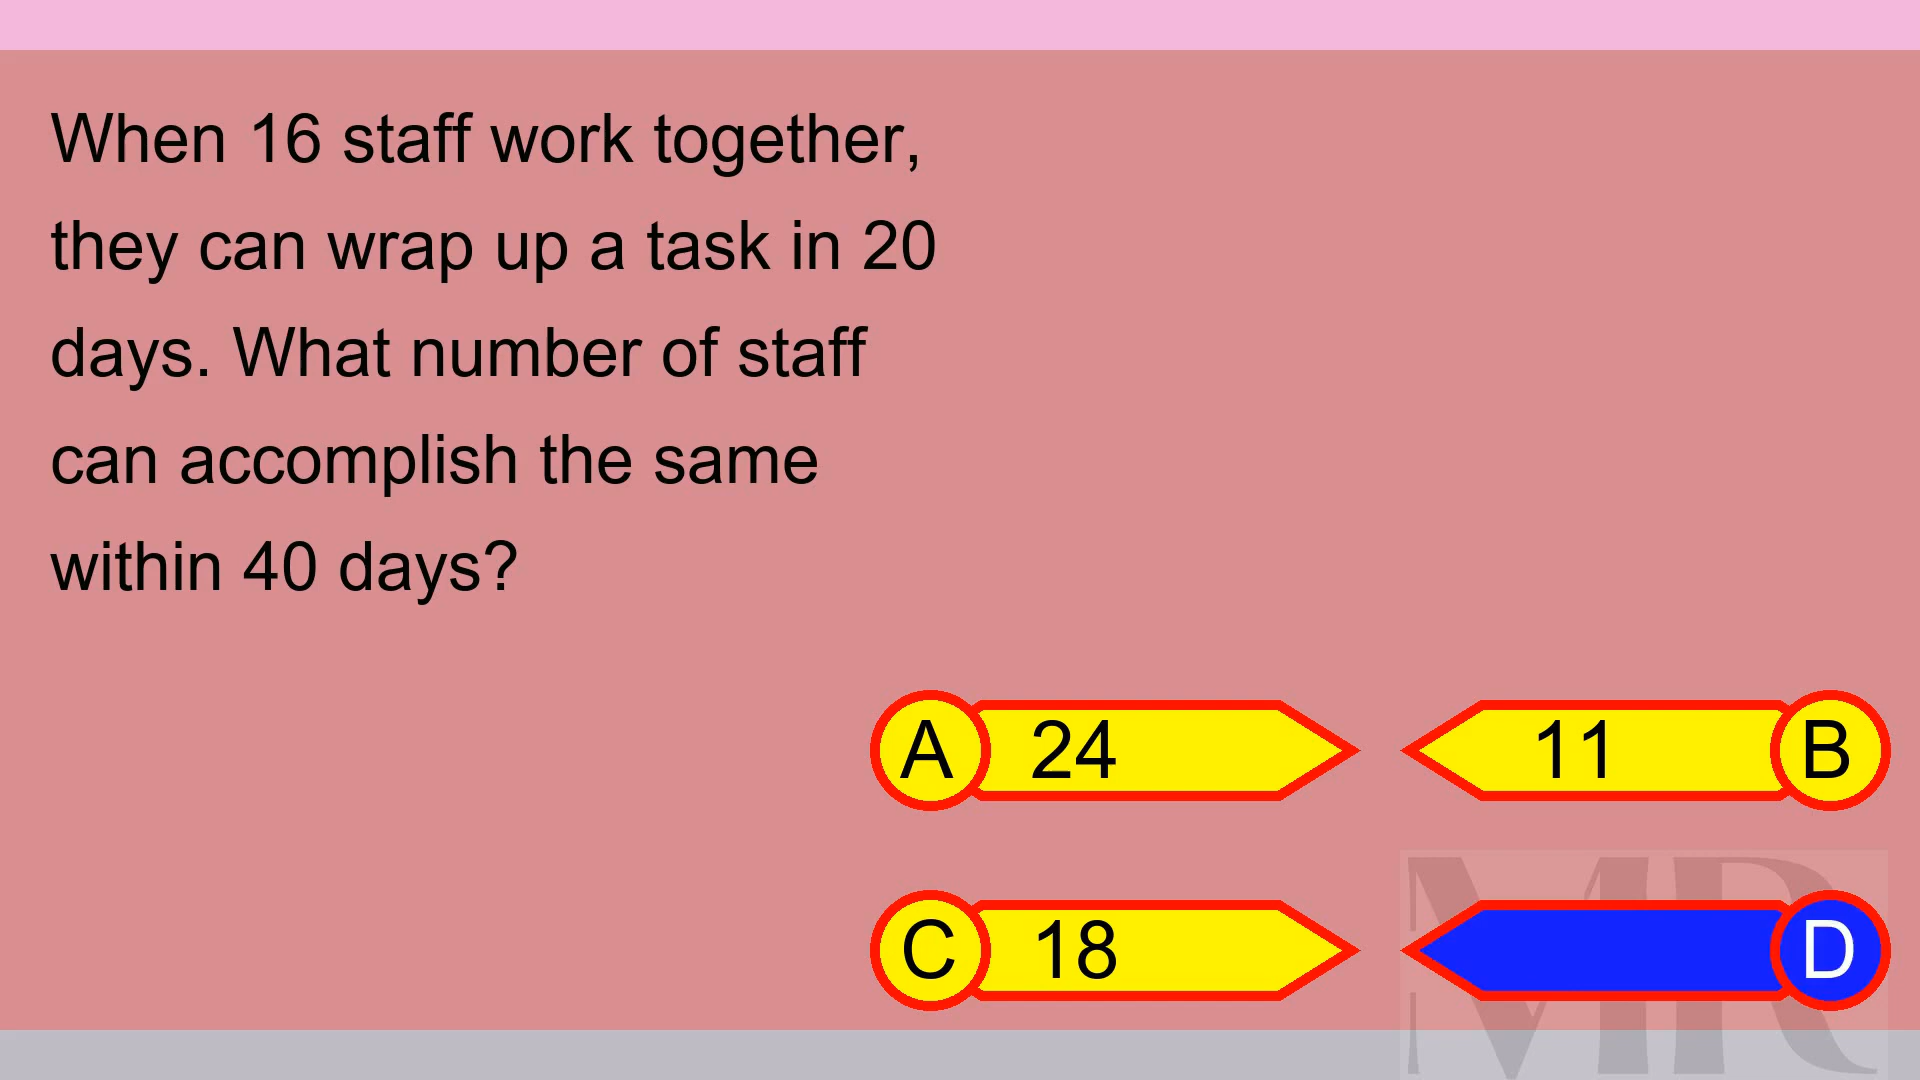 When 16 staff work together,
they can wrap up a task in 20
days. What number of staff
can accomplish the same
within 40 days?
A 24
11 B
C 18
D
MR